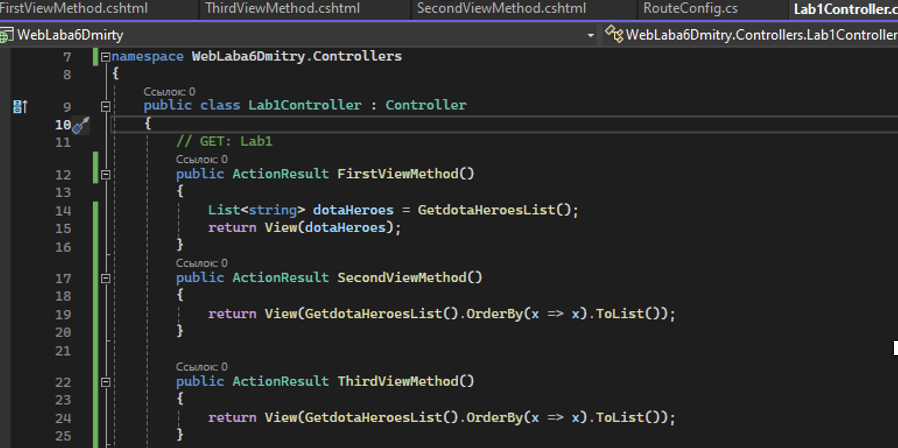 FirstViewMethod.cshtml ThirdViewMethod.cshtml SecondViewMethod.cshtml RouteConfig.cs Lab1Controller.c
WebLaba6Dmirty WebLaba6Dmitry.Controllers.Lab1Controller
7 namespace WebLaba6Dmitry.Controllers
8 {
Ссылок: 0
9 public class Lab1Controller : Controller
10 {
11 // GET: Lab1
Ссылок: 0
12 public ActionResult FirstViewMethod()
13 {
14 List<string> dotaHeroes = GetdotaHeroesList();
15 return View(dotaHeroes);
16 }
Ссылок: 0
17 public ActionResult SecondViewMethod()
18 {
19 return View(GetdotaHeroesList().OrderBy(x => x).ToList());
20 }
21
Ссылок: 0
22 public ActionResult ThirdViewMethod()
23 {
24 return View(GetdotaHeroesList().OrderBy(x => x).ToList());
25 }